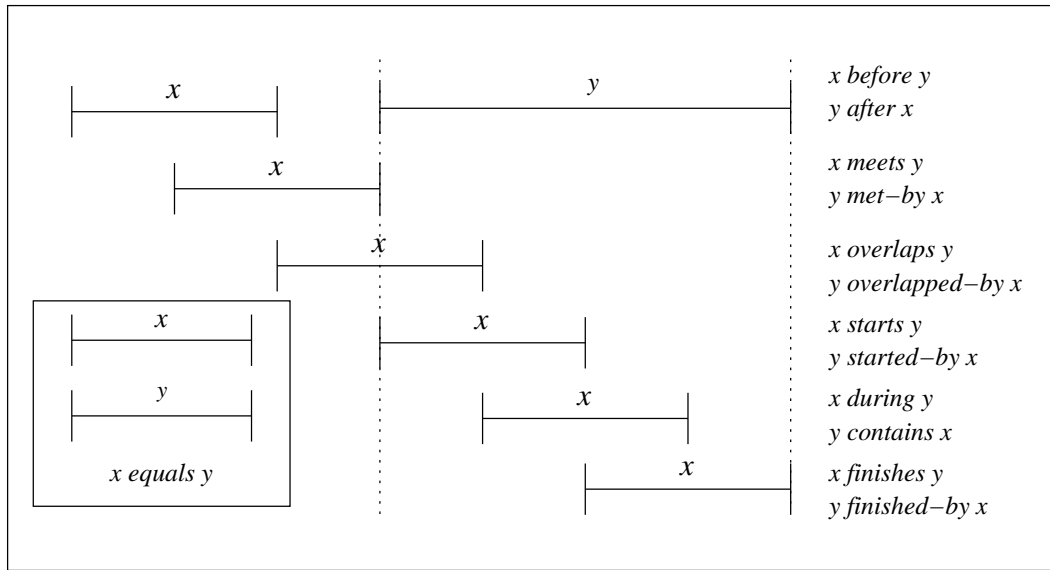 x
y
x before y
y after x
x
x meets y
y met−by x
x
x overlaps y
y overlapped−by x
x
x
x starts y
y started−by x
y
x
x during y
y contains x
x equals y
x
x finishes y
y finished−by x